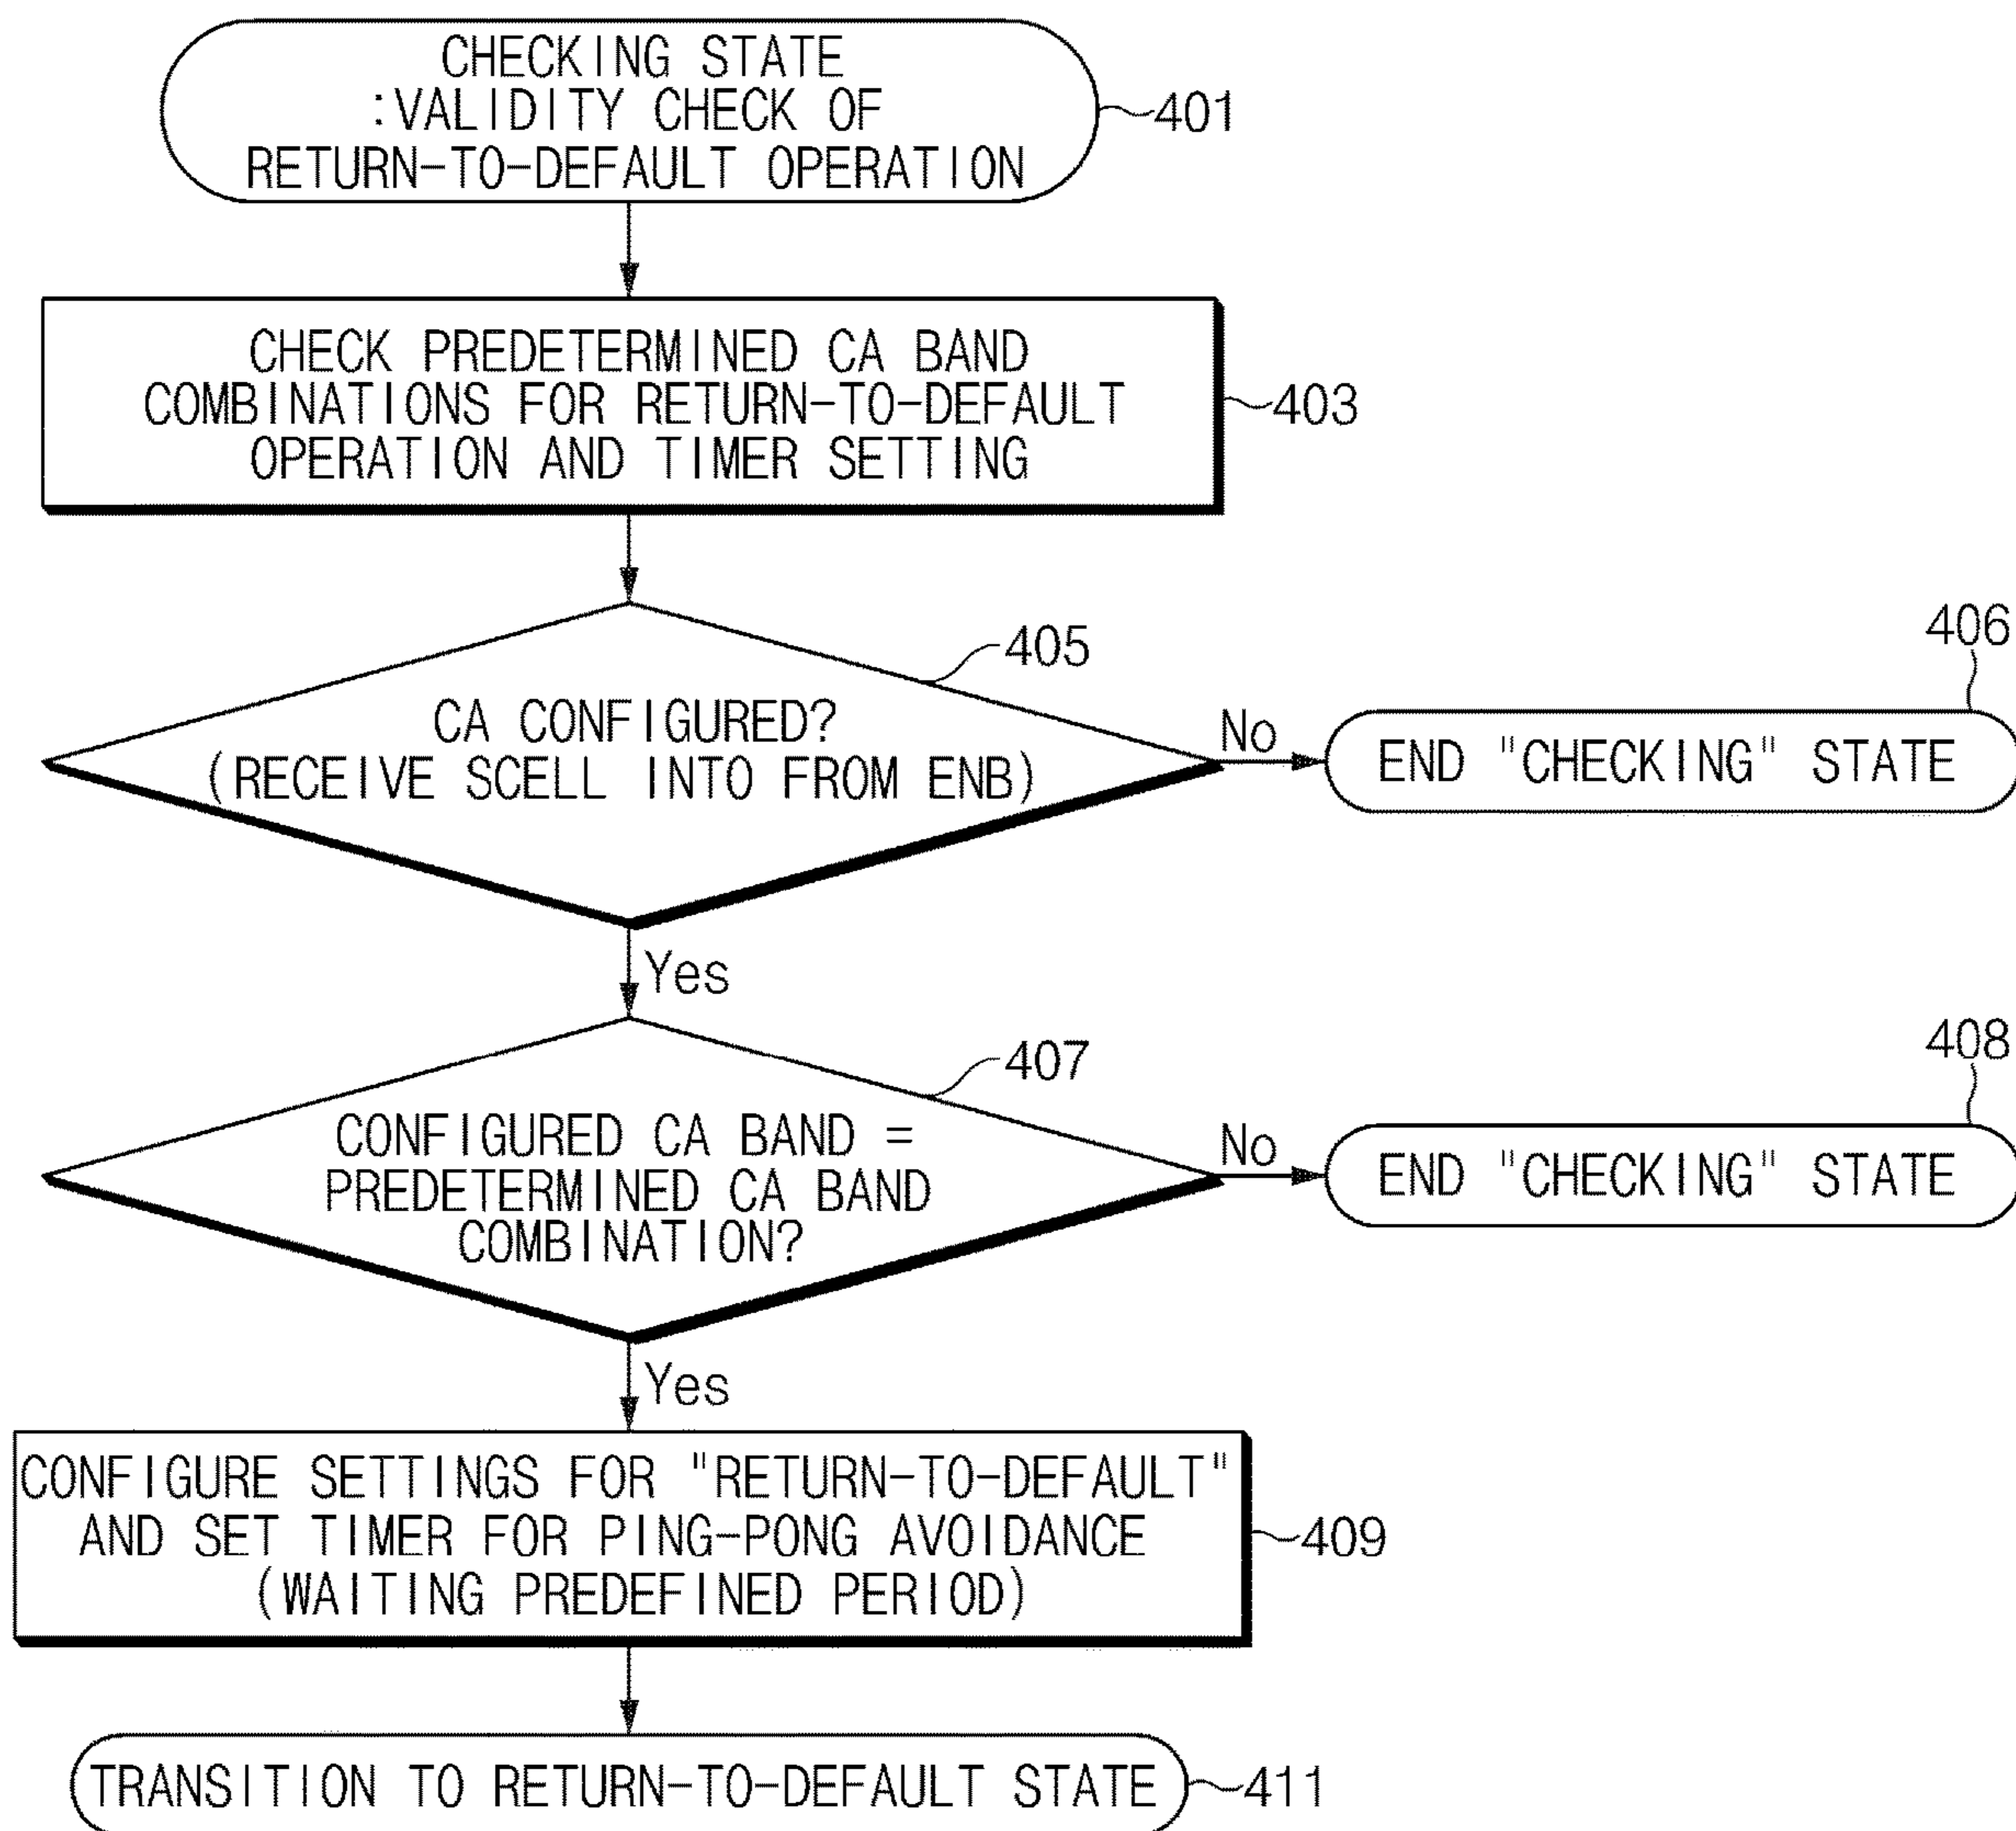 CHECKING STATE
:VALIDITY CHECK OF
RETURN-TO-DEFAULT OPERATION
401
CHECK PREDETERMINED CA BAND
COMBINATIONS FOR RETURN-TO-DEFAULT
OPERATION AND TIMER SETTING
403
405
CA CONFIGURED?
(RECEIVE SCELL INTO FROM ENB)
No
406
END "CHECKING" STATE
Yes
407
CONFIGURED CA BAND =
PREDETERMINED CA BAND
COMBINATION?
No
408
END "CHECKING" STATE
Yes
CONFIGURE SETTINGS FOR "RETURN-TO-DEFAULT"
AND SET TIMER FOR PING-PONG AVOIDANCE
(WAITING PREDEFINED PERIOD)
409
TRANSITION TO RETURN-TO-DEFAULT STATE
411